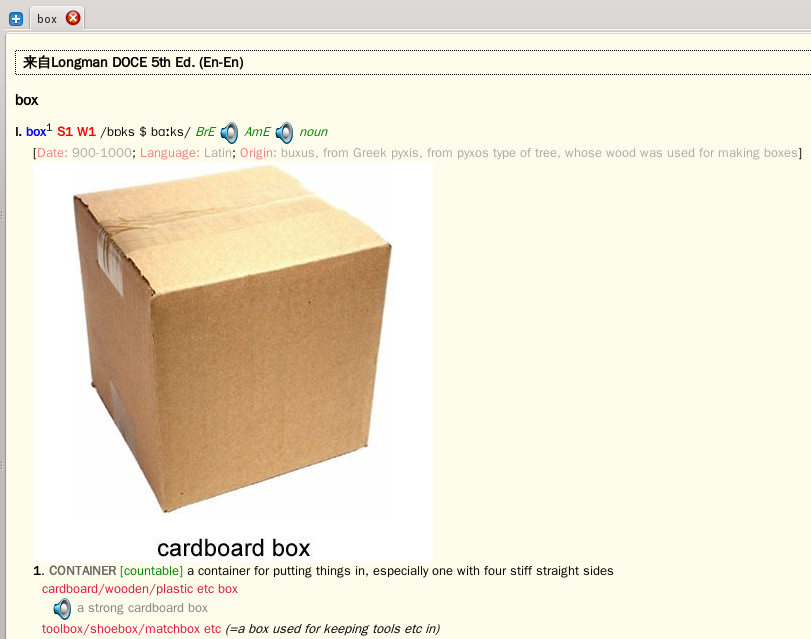 box
来自Longman DOCE 5th Ed. (En-En)
box
I. box1 S1 W1 /bɒks $ bɑːks/ BrE AmE noun
[Date: 900-1000; Language: Latin; Origin: buxus, from Greek pyxis, from pyxos type of tree, whose wood was used for making boxes]
cardboard box
1. CONTAINER [countable] a container for putting things in, especially one with four stiff straight sides
cardboard/wooden/plastic etc box
a strong cardboard box
toolbox/shoebox/matchbox etc (=a box used for keeping tools etc in)